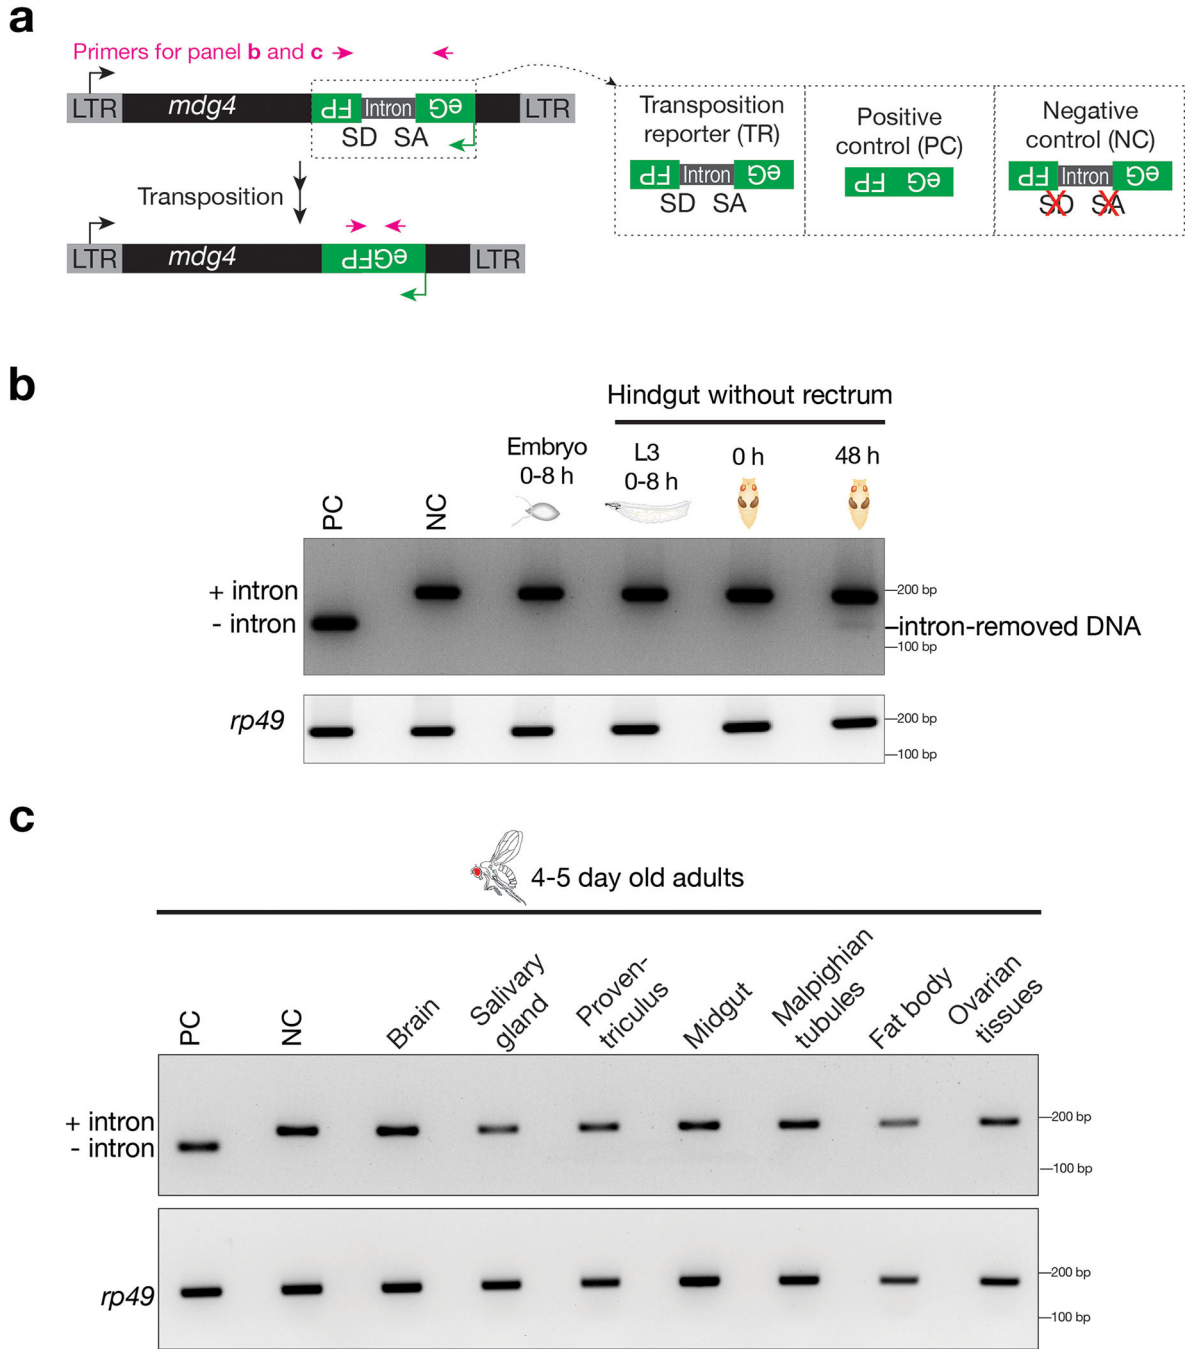 a
Primers for panel b and c
LTR mdg4 FP Intron eG LTR
SD SA
Transposition
LTR mdg4 eGFP LTR
Transposition
reporter (TR)
FP Intron eG
SD SA
Positive
control (PC)
FP eG
Negative
control (NC)
FP Intron eG
SD SA
b
Hindgut without rectrum
Embryo
0-8 h
L3
0-8 h
0 h
48 h
PC
NC
+ intron
- intron
200 bp
intron-removed DNA
100 bp
rp49
200 bp
100 bp
c
4-5 day old adults
PC
NC
Brain
Salivary
gland
Proven-
triculus
Midgut
Malpighian
tubules
Fat body
Ovarian
tissues
+ intron
- intron
200 bp
100 bp
rp49
200 bp
100 bp